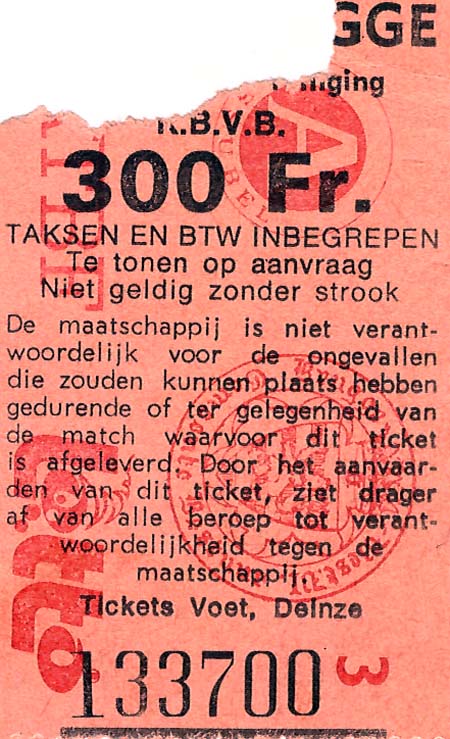 GGE
K.B.V.B.
300 Fr.
TAKSEN EN BTW INBEGREPEN
Te tonen op aanvraag
Niet geldig zonder strook
De maatschappij is niet verant-
woordelijk voor de ongevallen
die zouden kunnen plaats hebben
gedurende of ter gelegenheid van
de match waarvoor dit ticket
is afgeleverd. Door het aanvaar-
den van dit ticket, ziet drager
af van alle beroep tot verant-
woordelijkheid tegen de
maatschappij.
Tickets Voet, Deinze
133700
3